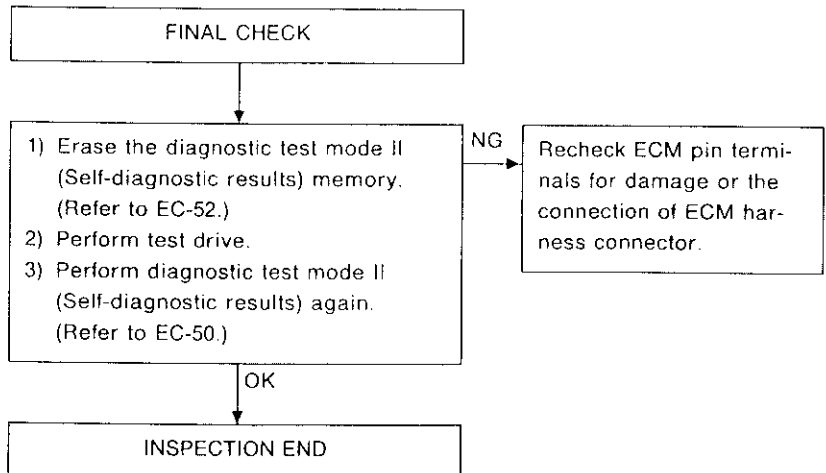 FINAL CHECK
1) Erase the diagnostic test mode II
(Self-diagnostic results) memory.
(Refer to EC-52.)
2) Perform test drive.
3) Perform diagnostic test mode II
(Self-diagnostic results) again.
(Refer to EC-50.)
NG
Recheck ECM pin termi-
nals for damage or the
connection of ECM har-
ness connector.
OK
INSPECTION END